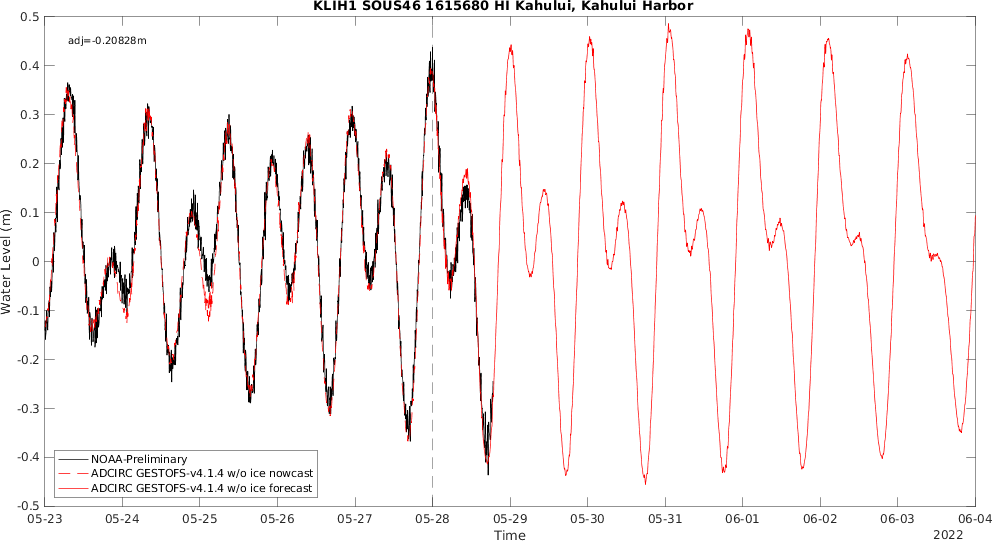 KLIH1 SOUS46 1615680 HI Kahului, Kahului Harbor
adj=-0.20828m
0.5
0.4
0.3
0.2
0.1
0
-0.1
-0.2
-0.3
-0.4
-0.5
Water Level (m)
NOAA-Preliminary
ADCIRC GESTOFS-v4.1.4 w/o ice nowcast
ADCIRC GESTOFS-v4.1.4 w/o ice forecast
05-23 05-24 05-25 05-26 05-27 05-28 05-29 05-30 05-31 06-01 06-02 06-03 06-04
Time
2022